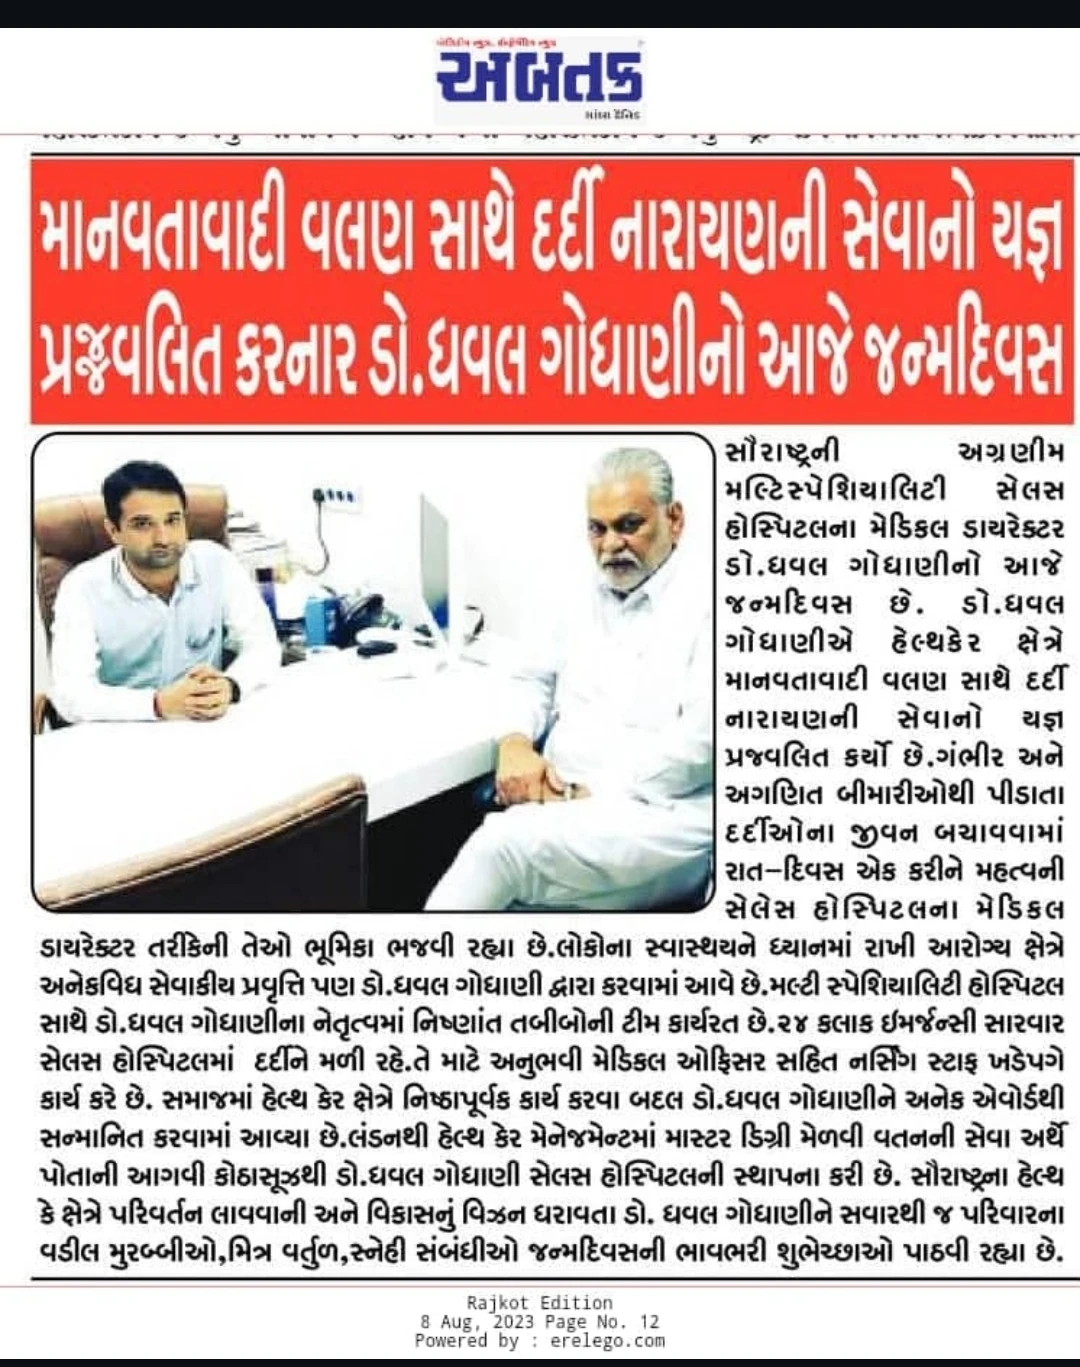 અબતક
સાંધ્ય દૈનિક
માનવતાવાદી વલણ સાથે દર્દી નારાયણની સેવાનો યજ્ઞ
પ્રજ્વલિત કરનાર ડો.ધવલ ગોધાણીનો આજે જન્મદિવસ
સૌરાષ્ટ્રની અગ્રણીમ
મલ્ટિસ્પેશિયાલિટી સેલસ
હોસ્પિટલના મેડિકલ ડાયરેક્ટર
ડો.ધવલ ગોધાણીનો આજે
જન્મદિવસ છે. ડો.ધવલ
ગોધાણીએ હેલ્થકેર ક્ષેત્રે
માનવતાવાદી વલણ સાથે દર્દી
નારાયણની સેવાનો યજ્ઞ
પ્રજવલિત કર્યો છે.ગંભીર અને
અગણિત બીમારીઓથી પીડાતા
દર્દીઓના જીવન બચાવવામાં
રાત-દિવસ એક કરીને મહત્વની
સેલેસ હોસ્પિટલના મેડિકલ
ડાયરેક્ટર તરીકેની તેઓ ભૂમિકા ભજવી રહ્યા છે.લોકોના સ્વાસ્થયને ધ્યાનમાં રાખી આરોગ્ય ક્ષેત્રે
અનેકવિધ સેવાકીય પ્રવૃત્તિ પણ ડો.ધવલ ગોધાણી દ્વારા કરવામાં આવે છે.મલ્ટી સ્પેશિયાલિટી હોસ્પિટલ
સાથે ડો.ધવલ ગોધાણીના નેતૃત્વમાં નિષ્ણાંત તબીબોની ટીમ કાર્યરત છે.૨૪ કલાક ઇમર્જન્સી સારવાર
સેલસ હોસ્પિટલમાં દર્દીને મળી રહે.તે માટે અનુભવી મેડિકલ ઓફિસર સહિત નર્સિંગ સ્ટાફ ખડેપગે
કાર્ય કરે છે. સમાજમાં હેલ્થ કેર ક્ષેત્રે નિષ્ઠાપૂર્વક કાર્ય કરવા બદલ ડો.ધવલ ગોધાણીને અનેક એવોર્ડથી
સન્માનિત કરવામાં આવ્યા છે.લંડનથી હેલ્થ કેર મેનેજમેન્ટમાં માસ્ટર ડિગ્રી મેળવી વતનની સેવા અર્થે
પોતાની આગવી કોઠાસૂઝથી ડો.ધવલ ગોધાણી સેલસ હોસ્પિટલની સ્થાપના કરી છે. સૌરાષ્ટ્રના હેલ્થ
કે ક્ષેત્રે પરિવર્તન લાવવાની અને વિકાસનું વિઝન ધરાવતા ડો. ધવલ ગોધાણીને સવારથી જ પરિવારના
વડીલ મુરબ્બીઓ,મિત્ર વર્તુળ,સ્નેહી સંબંધીઓ જન્મદિવસની ભાવભરી શુભેચ્છાઓ પાઠવી રહ્યા છે.
Rajkot Edition
8 Aug, 2023 Page No. 12
Powered by : erelego.com